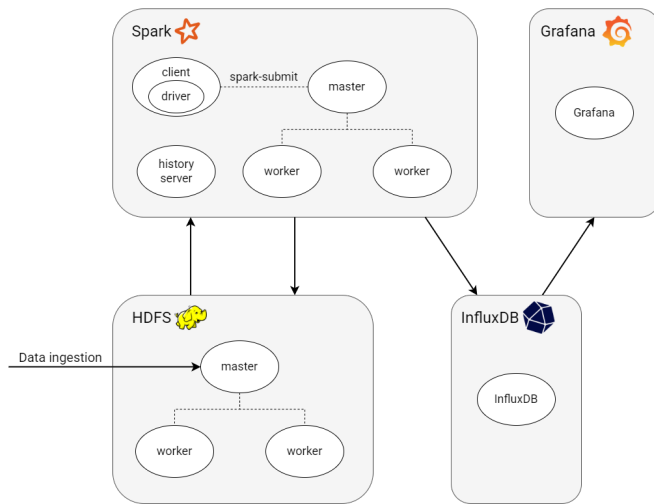 Spark
Grafana
client
spark-submit
driver
master
Grafana
history
server
worker
worker
HDFS
InfluxDB
Data ingestion
master
InfluxDB
worker
worker